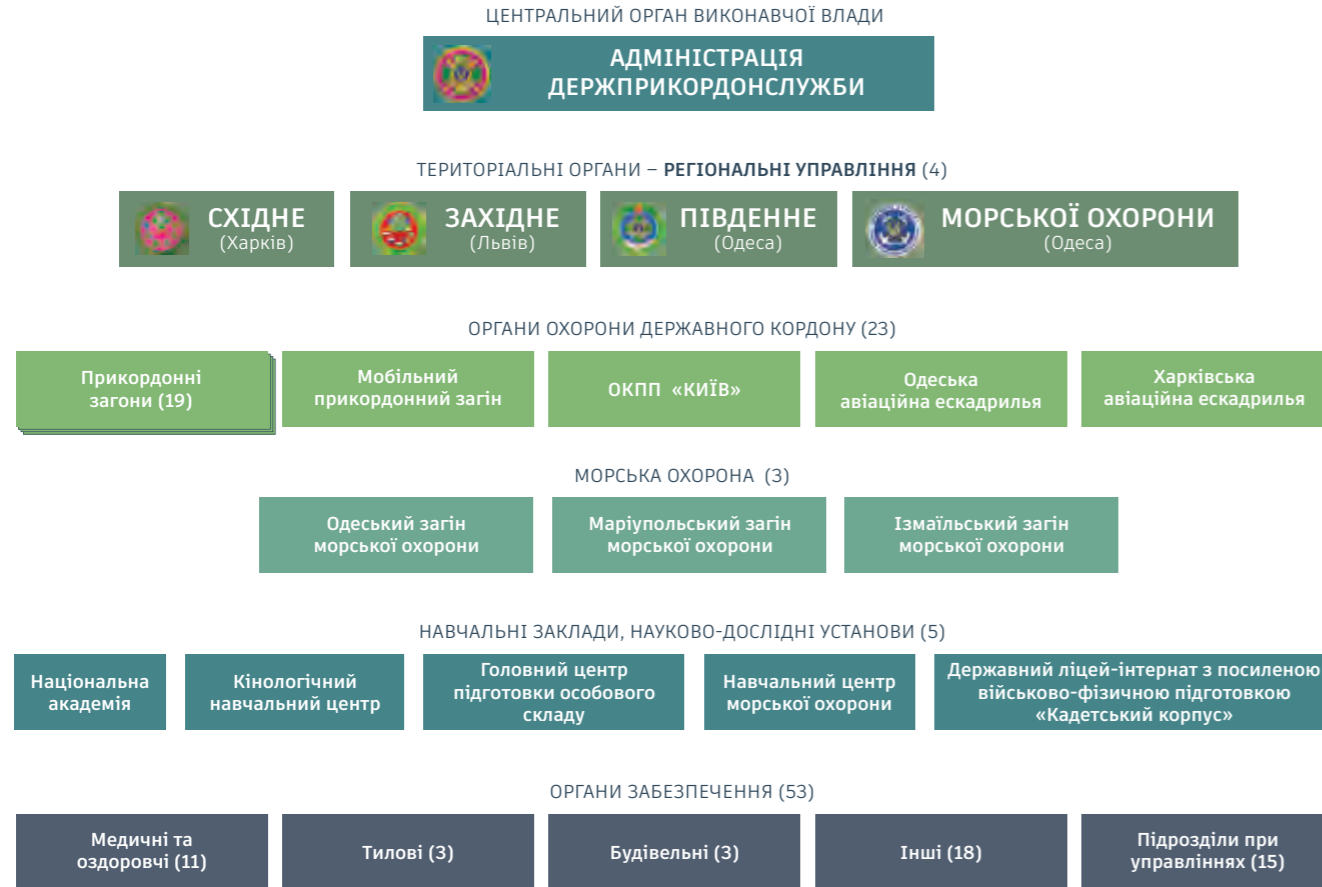 ЦЕНТРАЛЬНИЙ ОРГАН ВИКОНАВЧОЇ ВЛАДИ
АДМІНІСТРАЦІЯ
ДЕРЖПРИКОРДОНСЛУЖБИ
ТЕРИТОРІАЛЬНІ ОРГАНИ – РЕГІОНАЛЬНІ УПРАВЛІННЯ (4)
СХІДНЕ
(Харків)
ЗАХІДНЕ
(Львів)
ПІВДЕННЕ
(Одеса)
МОРСЬКОЇ ОХОРОНИ
(Одеса)
ОРГАНИ ОХОРОНИ ДЕРЖАВНОГО КОРДОНУ (23)
Прикордонні
загони (19)
Мобільний
прикордонний загін
ОКПП «КИЇВ»
Одеська
авіаційна ескадрилья
Харківська
авіаційна ескадрилья
МОРСЬКА ОХОРОНА (3)
Одеський загін
морської охорони
Маріупольський загін
морської охорони
Ізмаїльський загін
морської охорони
НАВЧАЛЬНІ ЗАКЛАДИ, НАУКОВО-ДОСЛІДНІ УСТАНОВИ (5)
Національна
академія
Кінологічний
навчальний центр
Головний центр
підготовки особового
складу
Навчальний центр
морської охорони
Державний ліцей-інтернат з посиленою
військово-фізичною підготовкою
«Кадетський корпус»
ОРГАНИ ЗАБЕЗПЕЧЕННЯ (53)
Медичні та
оздоровчі (11)
Тилові (3)
Будівельні (3)
Інші (18)
Підрозділи при
управліннях (15)